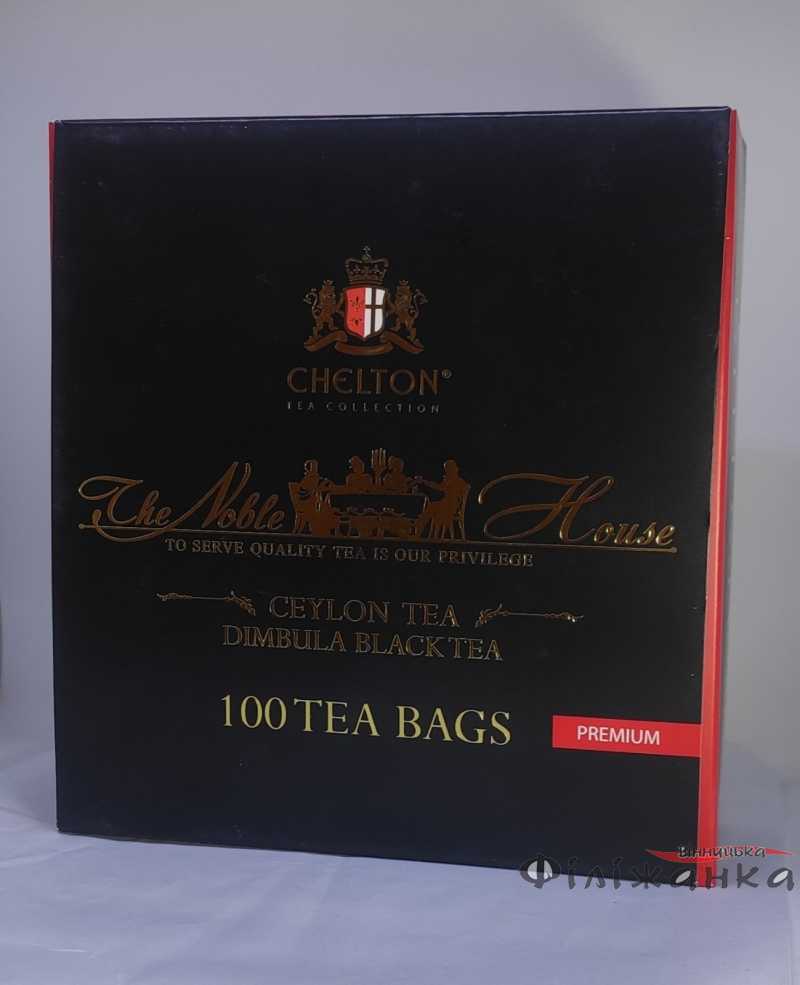 CHELTON®
TEA COLLECTION
The Noble House
TO SERVE QUALITY TEA IS OUR PRIVILEGE
CEYLON TEA
DIMBULA BLACK TEA
100 TEA BAGS
PREMIUM
Вінницька
Філіжанка